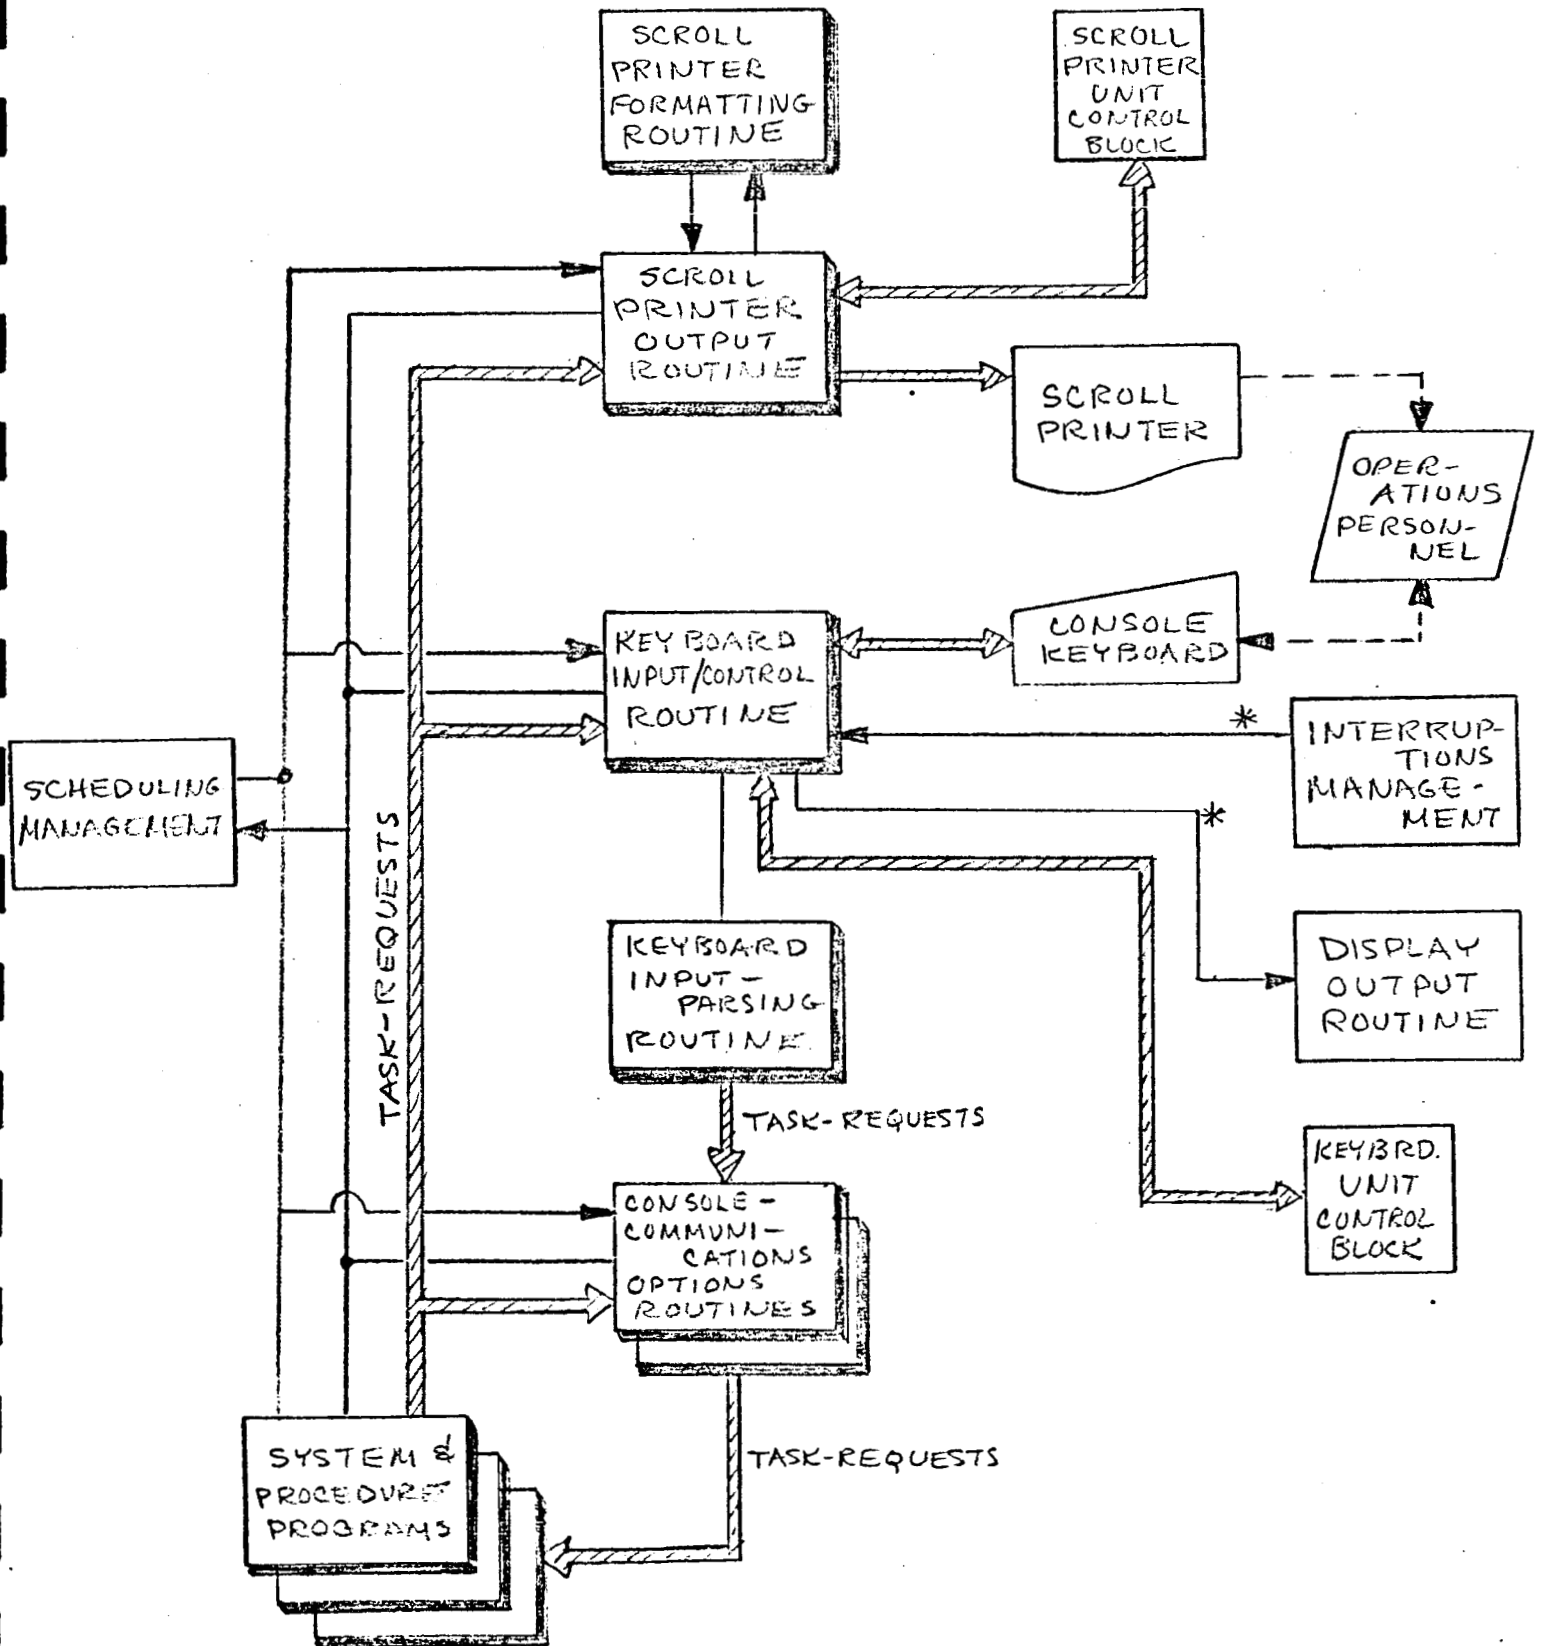 SCROLL
PRINTER
FORMATTING
ROUTINE
SCROLL
PRINTER
UNIT
CONTROL
BLOCK
SCROLL
PRINTER
OUTPUT
ROUTINE
SCROLL
PRINTER
OPER-
ATIONS
PERSON-
NEL
KEYBOARD
INPUT/CONTROL
ROUTINE
CONSOLE
KEYBOARD
*
INTERRUP-
TIONS
MANAGE-
MENT
SCHEDULING
MANAGEMENT
TASK-REQUESTS
*
KEYBOARD
INPUT-
PARSING
ROUTINE
DISPLAY
OUTPUT
ROUTINE
TASK-REQUESTS
KEYBRD.
UNIT
CONTROL
BLOCK
CONSOLE-
COMMUNI-
CATIONS
OPTIONS
ROUTINES
SYSTEM &
PROCEDURE
PROGRAMS
TASK-REQUESTS